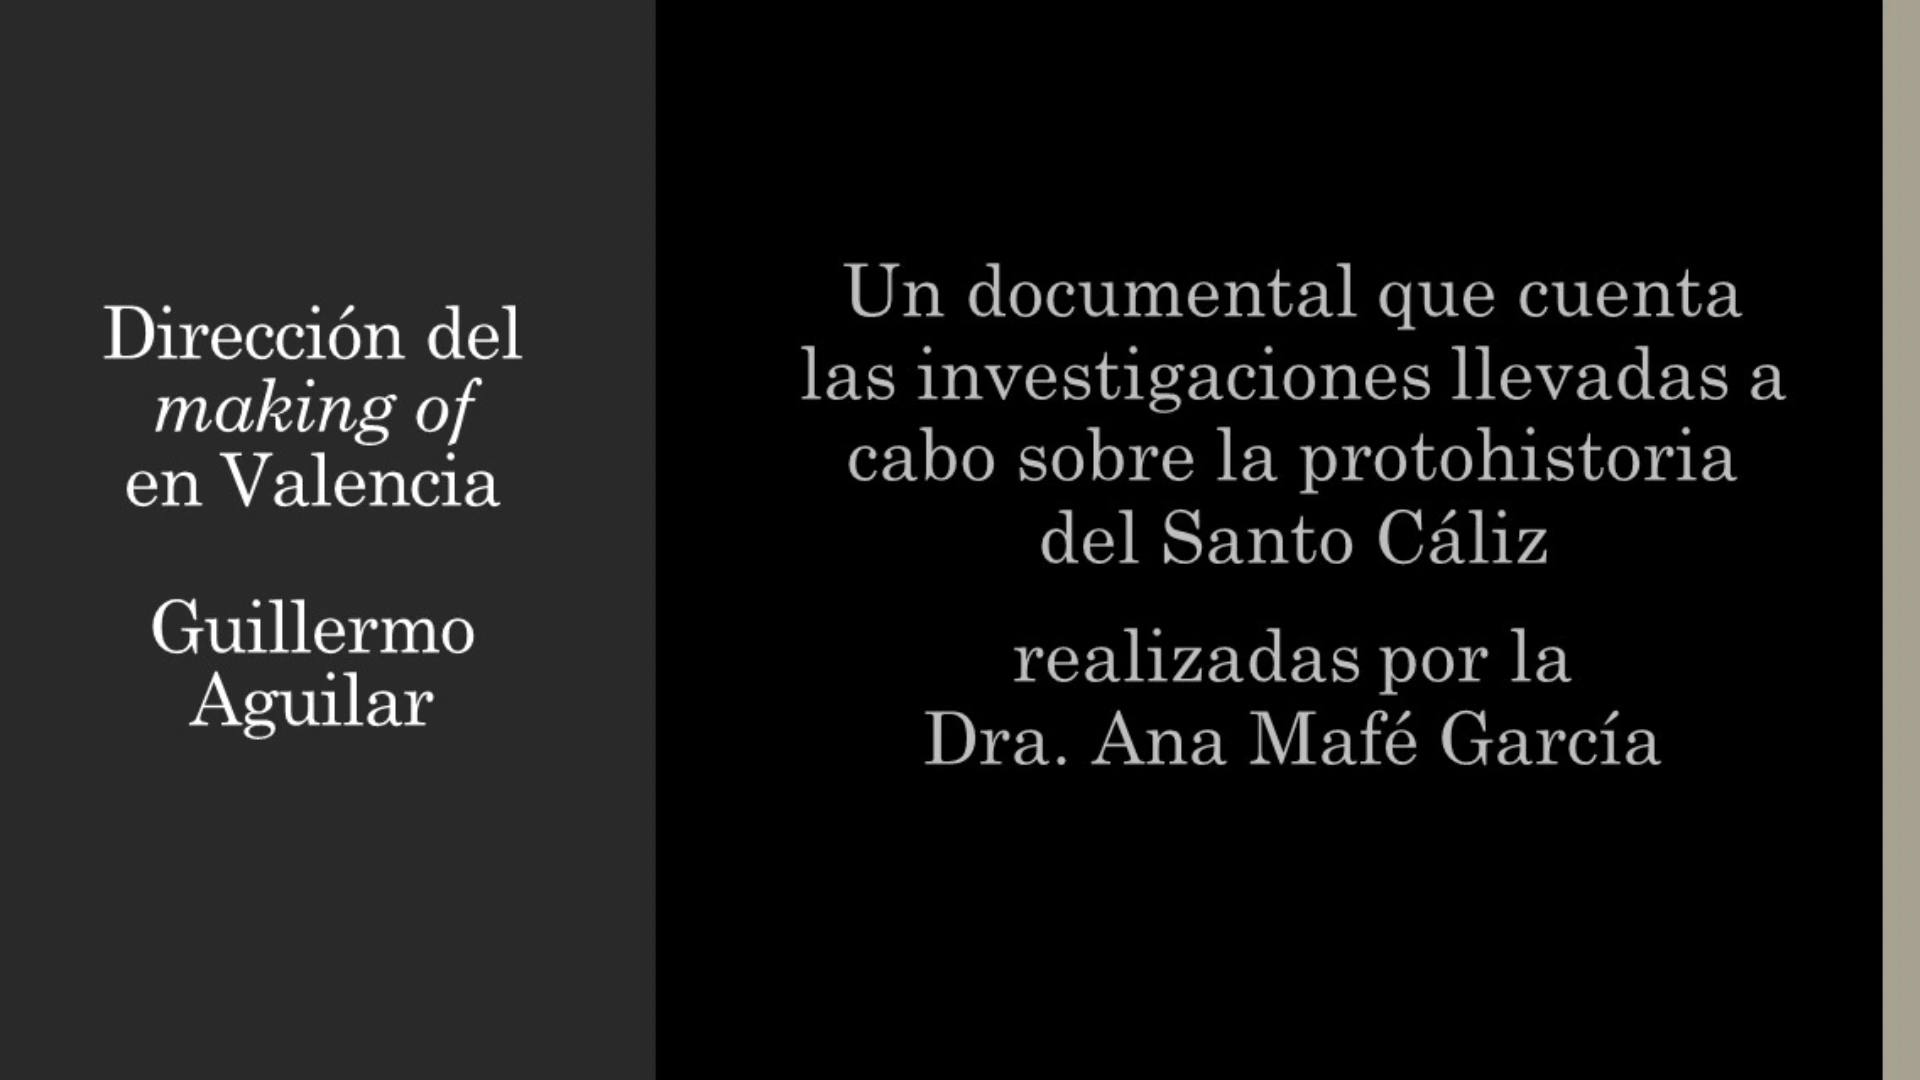 Dirección del
making of
en Valencia
Guillermo
Aguilar
Un documental que cuenta
las investigaciones llevadas a
cabo sobre la protohistoria
del Santo Cáliz
realizadas por la
Dra. Ana Mafé García